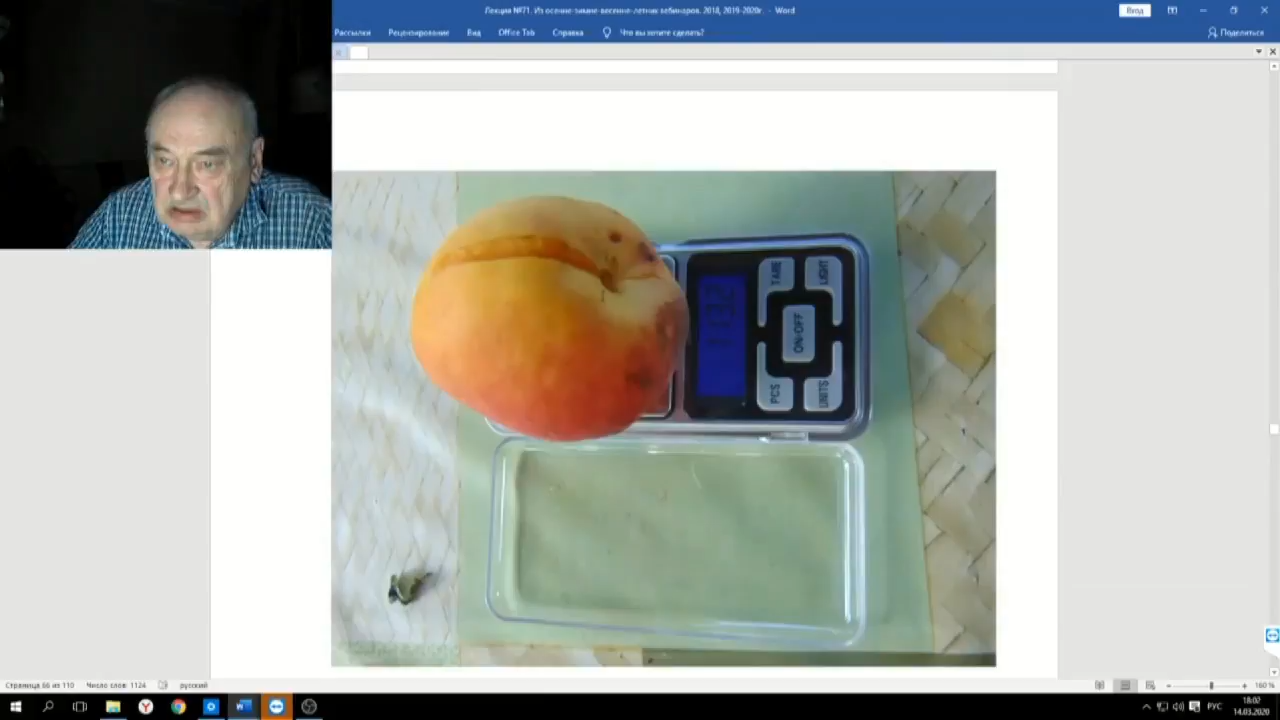 Лекция №71. Из осенне-зимне-весенне-летних вебинаров. 2018, 2019-2020г. - Word
Вход
Рассылки Рецензирование Вид Office Tab Справка Что вы хотите сделать? Поделиться
TARE LIGHT
ON/OFF
PCS UNITS
Страница 66 из 110 Число слов: 1124 русский 160 %
РУС 18:02
14.03.2020